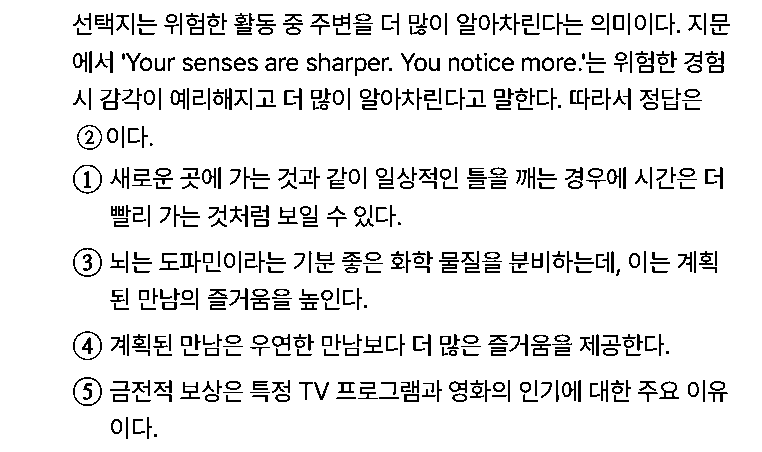 선택지는 위험한 활동 중 주변을 더 많이 알아차린다는 의미이다. 지문
에서 'Your senses are sharper. You notice more.'는 위험한 경험
시 감각이 예리해지고 더 많이 알아차린다고 말한다. 따라서 정답은
②이다.
① 새로운 곳에 가는 것과 같이 일상적인 틀을 깨는 경우에 시간은 더
빨리 가는 것처럼 보일 수 있다.
③ 뇌는 도파민이라는 기분 좋은 화학 물질을 분비하는데, 이는 계획
된 만남의 즐거움을 높인다.
④ 계획된 만남은 우연한 만남보다 더 많은 즐거움을 제공한다.
⑤ 금전적 보상은 특정 TV 프로그램과 영화의 인기에 대한 주요 이유
이다.